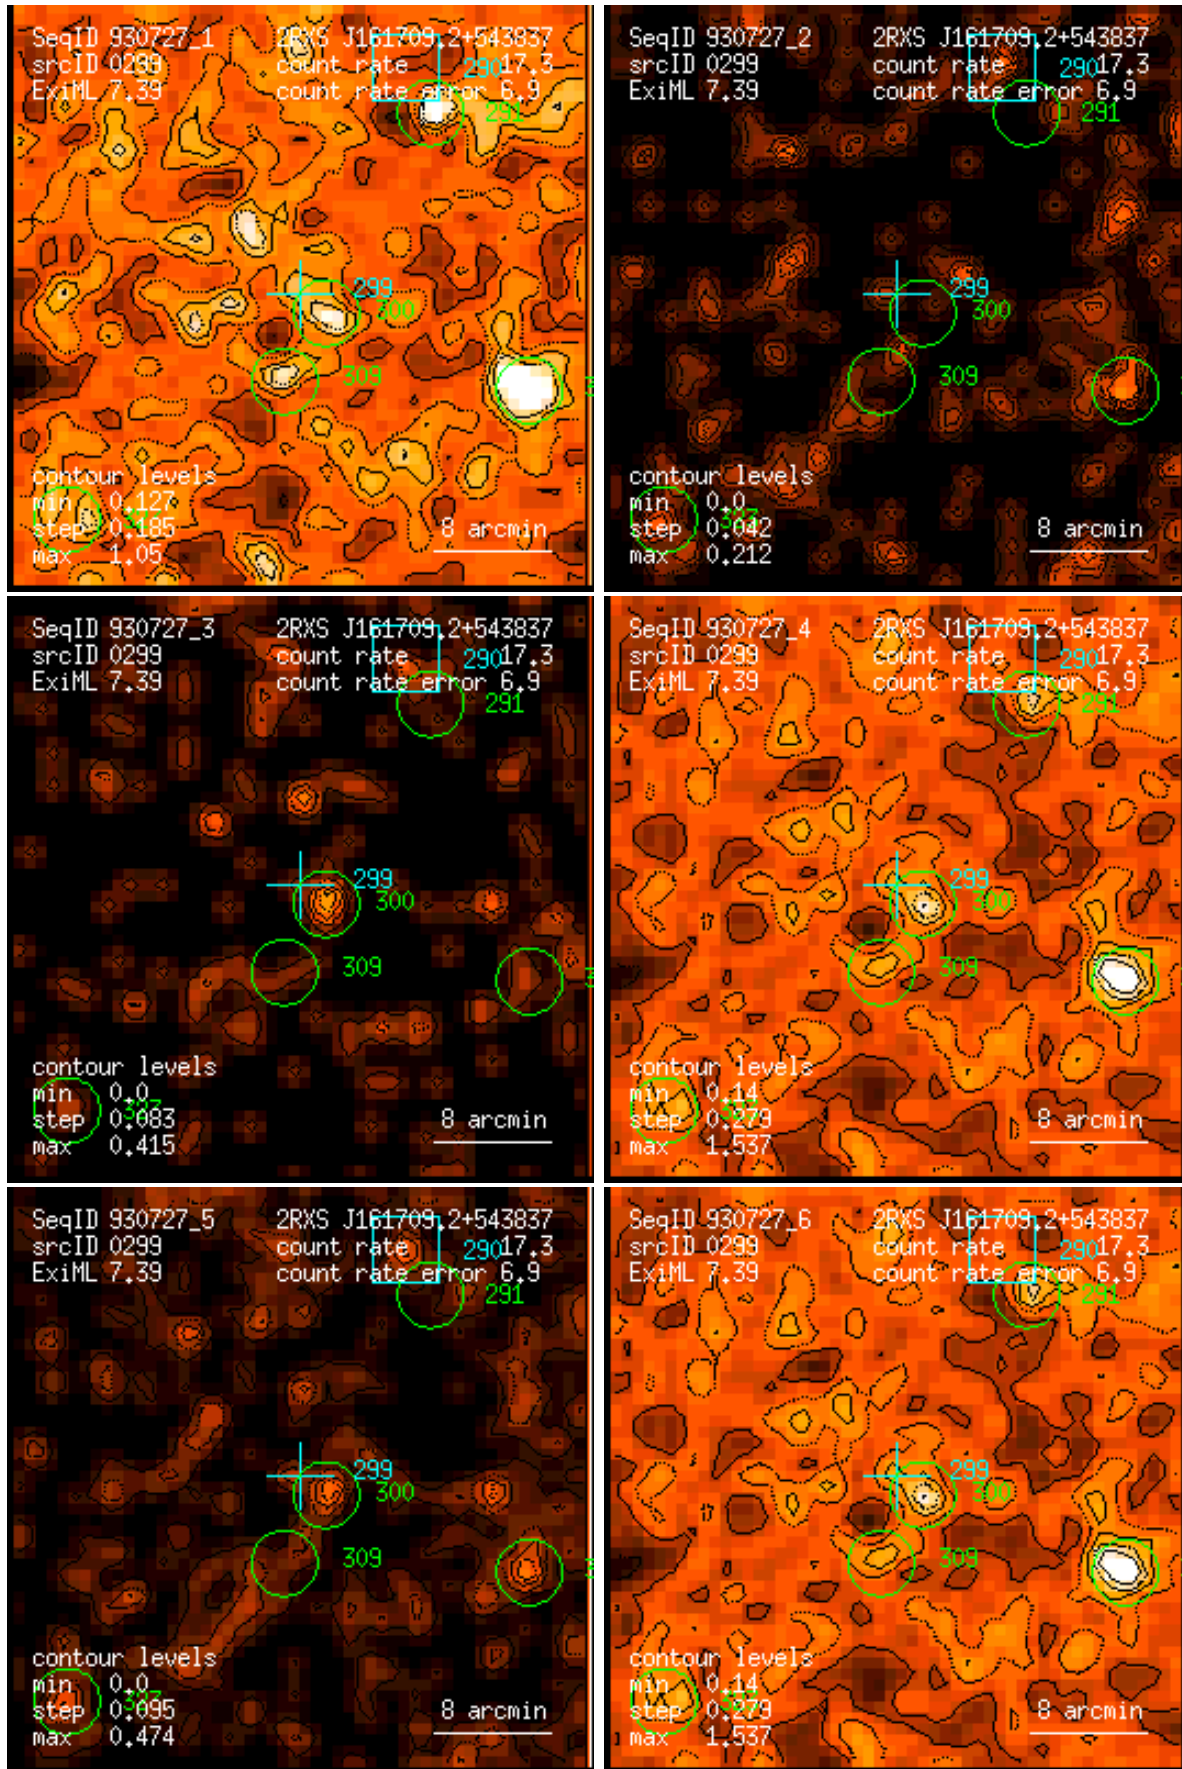 SeqID 930727_1 2RXS J161709.2+543837
srcID 0299 count rate 290 17.3
ExiML 7.39 count rate error 6.9
291
299
300
309
contour levels
min 0.127
step 0.185
max 1.05
8 arcmin
SeqID 930727_2 2RXS J161709.2+543837
srcID 0299 count rate 290 17.3
ExiML 7.39 count rate error 6.9
291
299
300
309
contour levels
min 0.0
step 0.042
max 0.212
8 arcmin
SeqID 930727_3 2RXS J161709.2+543837
srcID 0299 count rate 290 17.3
ExiML 7.39 count rate error 6.9
291
299
300
309
contour levels
min 0.0
step 0.083
max 0.415
8 arcmin
SeqID 930727_4 2RXS J161709.2+543837
srcID 0299 count rate 290 17.3
ExiML 7.39 count rate error 6.9
291
299
300
309
contour levels
min 0.14
step 0.279
max 1.537
8 arcmin
SeqID 930727_5 2RXS J161709.2+543837
srcID 0299 count rate 290 17.3
ExiML 7.39 count rate error 6.9
291
299
300
309
contour levels
min 0.0
step 0.095
max 0.474
8 arcmin
SeqID 930727_6 2RXS J161709.2+543837
srcID 0299 count rate 290 17.3
ExiML 7.39 count rate error 6.9
291
299
300
309
contour levels
min 0.14
step 0.279
max 1.537
8 arcmin